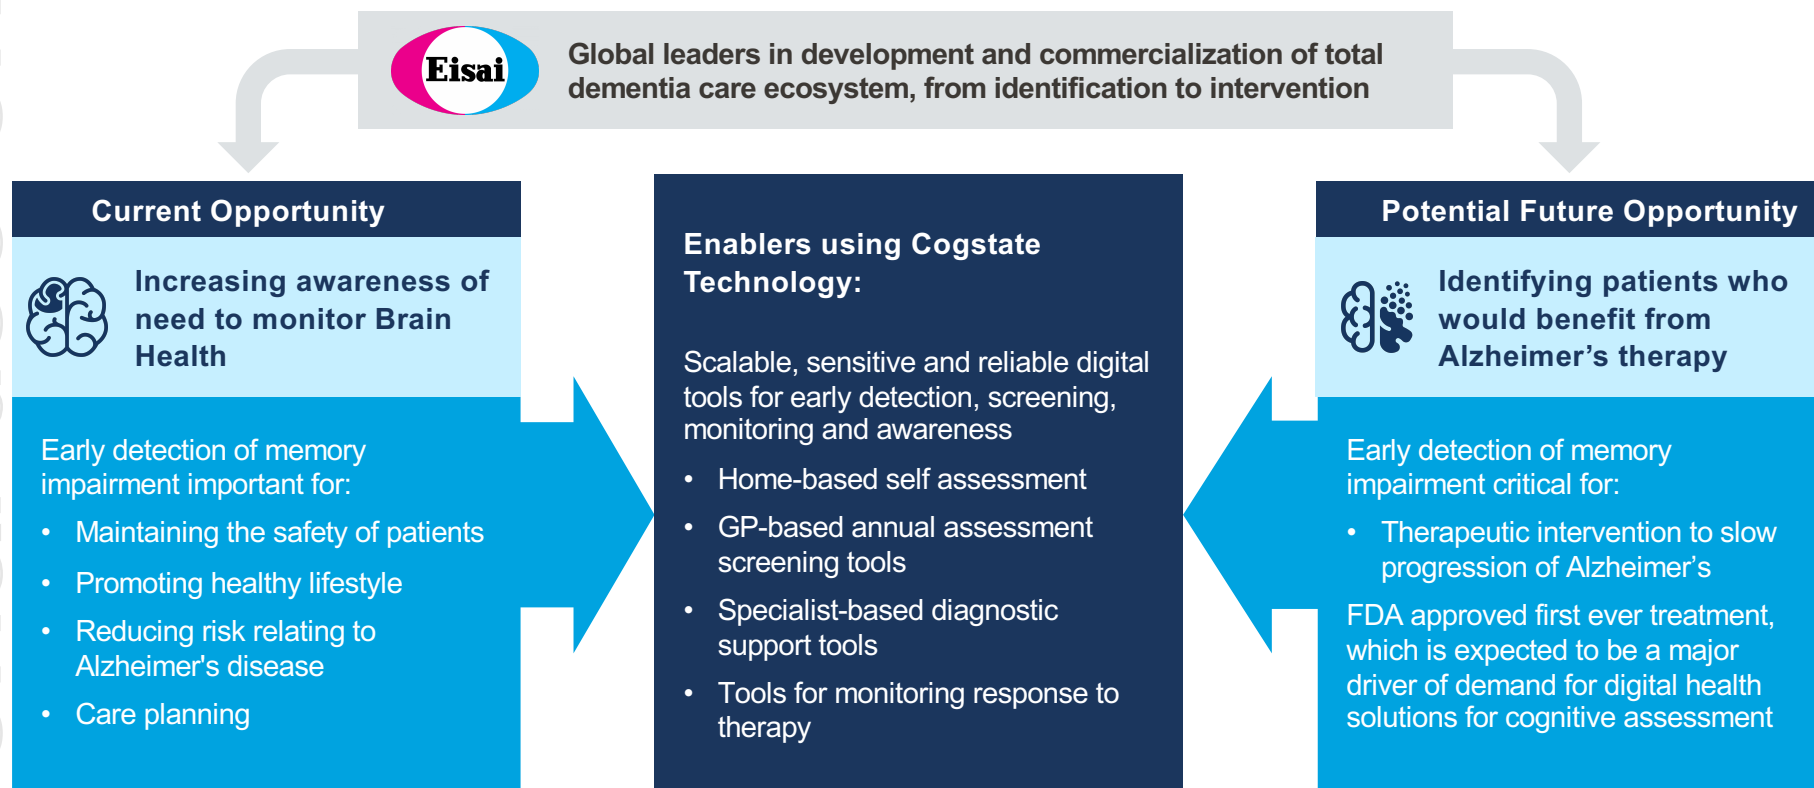 Eisai
Global leaders in development and commercialization of total
dementia care ecosystem, from identification to intervention
Current Opportunity
Increasing awareness of
need to monitor Brain
Health
Early detection of memory
impairment important for:
• Maintaining the safety of patients
• Promoting healthy lifestyle
• Reducing risk relating to
Alzheimer's disease
• Care planning
Enablers using Cogstate
Technology:
Scalable, sensitive and reliable digital
tools for early detection, screening,
monitoring and awareness
• Home-based self assessment
• GP-based annual assessment
screening tools
• Specialist-based diagnostic
support tools
• Tools for monitoring response to
therapy
Potential Future Opportunity
Identifying patients who
would benefit from
Alzheimer’s therapy
Early detection of memory
impairment critical for:
• Therapeutic intervention to slow
progression of Alzheimer’s
FDA approved first ever treatment,
which is expected to be a major
driver of demand for digital health
solutions for cognitive assessment